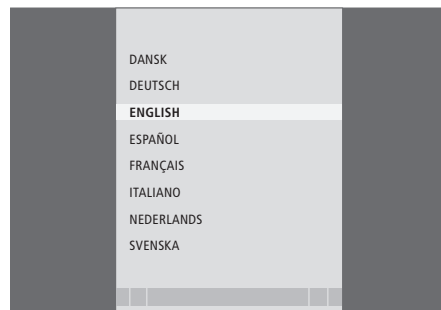 DANSK
DEUTSCH
ENGLISH
ESPAÑOL
FRANÇAIS
ITALIANO
NEDERLANDS
SVENSKA